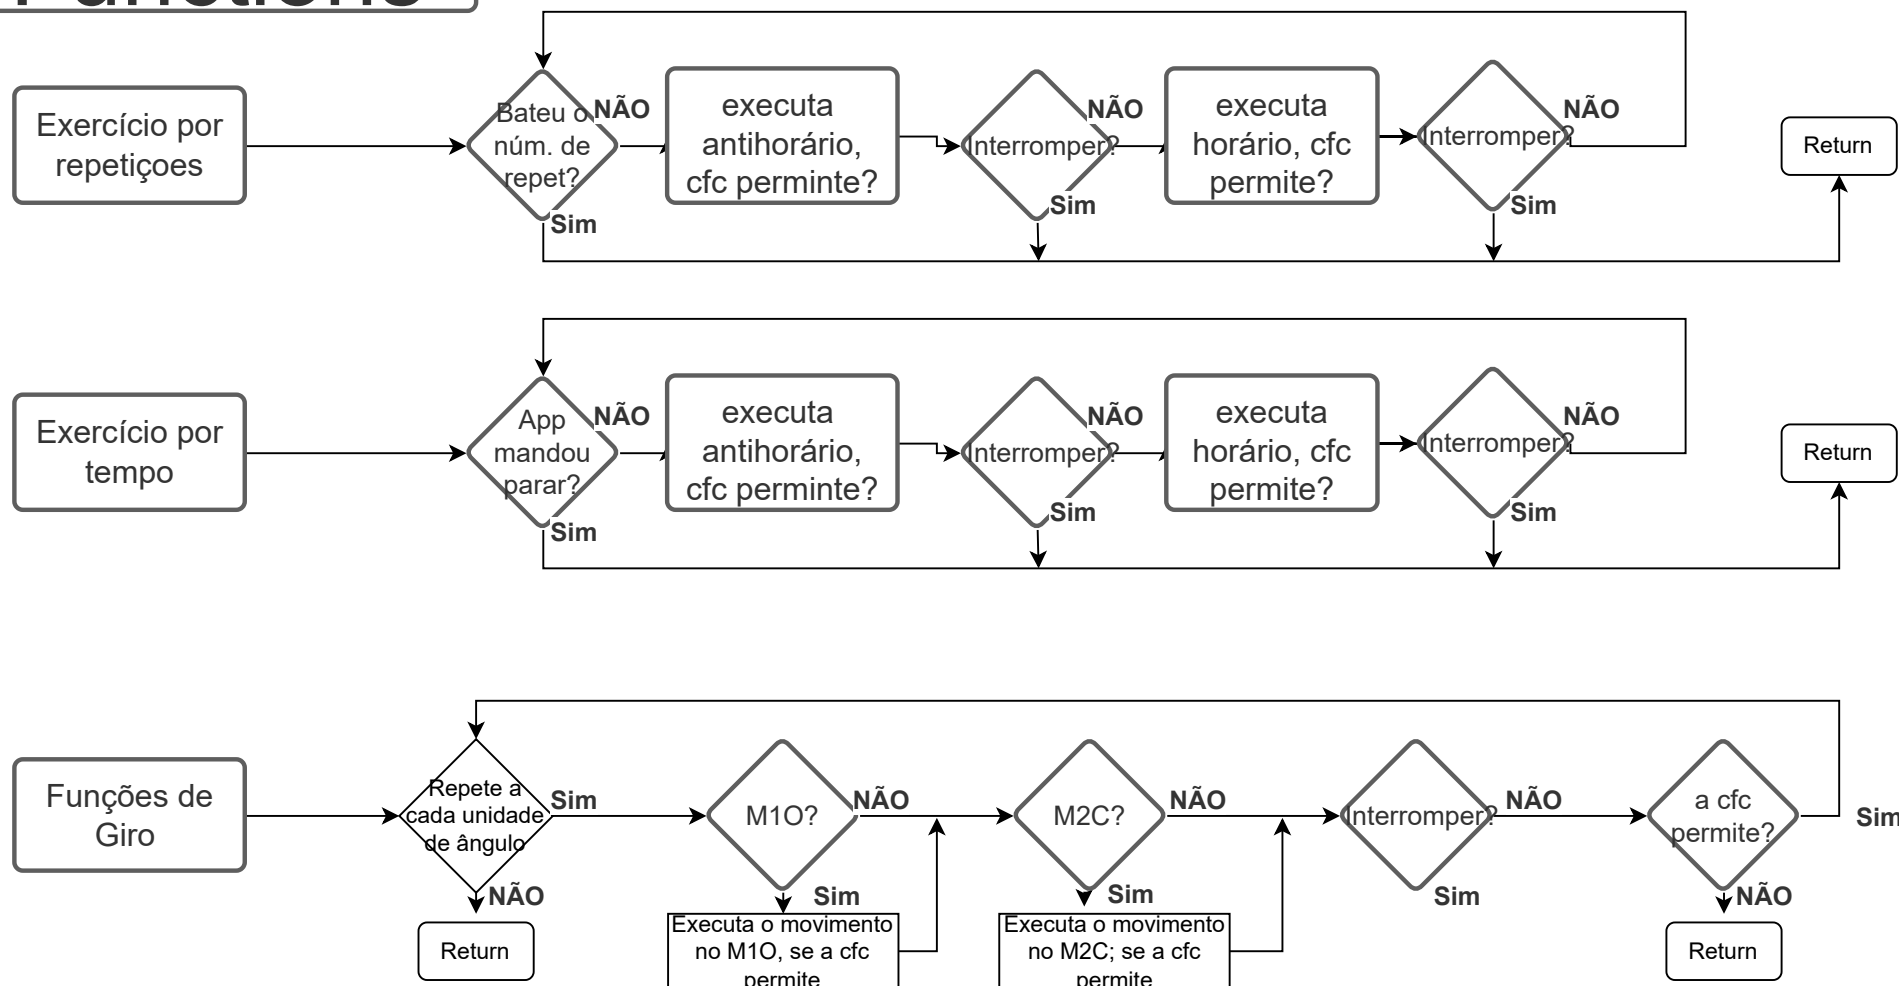 Functions
Exercício por
repetiçoes
Bateu o
núm. de
repet?
NÃO
Sim
executa
antihorário,
cfc perminte?
Interromper?
NÃO
Sim
executa
horário, cfc
permite?
Interromper?
NÃO
Sim
Return
Exercício por
tempo
App
mandou
parar?
NÃO
Sim
executa
antihorário,
cfc perminte?
Interromper?
NÃO
Sim
executa
horário, cfc
permite?
Interromper?
NÃO
Sim
Return
Funções de
Giro
Repete a
cada unidade
de ângulo
Sim
NÃO
Return
M1O?
NÃO
Sim
Executa o movimento
no M1O, se a cfc
permite
M2C?
NÃO
Sim
Executa o movimento
no M2C; se a cfc
permite
Interromper?
NÃO
Sim
a cfc
permite?
Sim
NÃO
Return